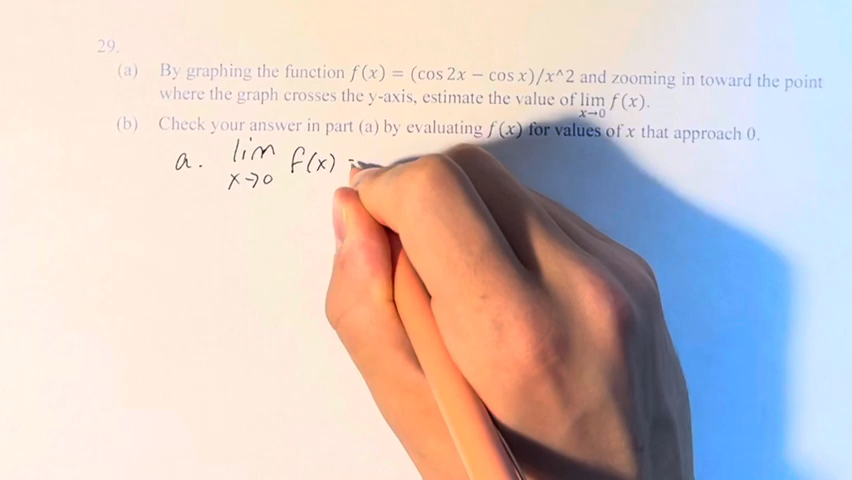 29.
(a) By graphing the function f(x) = (cos 2x − cos x)/x^2 and zooming in toward the point
where the graph crosses the y-axis, estimate the value of lim f(x).
x→0
(b) Check your answer in part (a) by evaluating f(x) for values of x that approach 0.
a. lim f(x) =
x→0